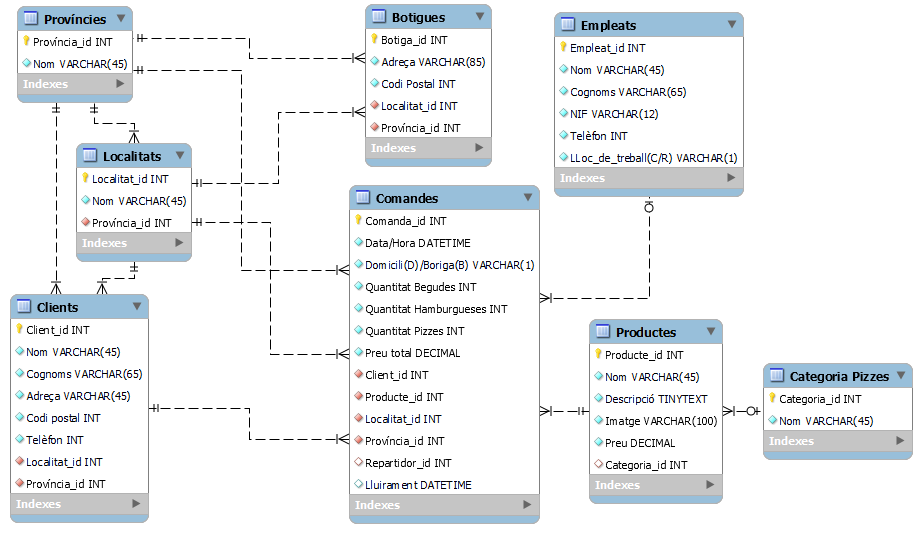 Províncies
Província_id INT
Nom VARCHAR(45)
Indexes
Botigues
Botiga_id INT
Adreça VARCHAR(85)
Codi Postal INT
Localitat_id INT
Província_id INT
Indexes
Empleats
Empleat_id INT
Nom VARCHAR(45)
Cognoms VARCHAR(65)
NIF VARCHAR(12)
Telèfon INT
LLoc_de_treball(C/R) VARCHAR(1)
Indexes
Localitats
Localitat_id INT
Nom VARCHAR(45)
Província_id INT
Indexes
Comandes
Comanda_id INT
Data/Hora DATETIME
Domicili(D)/Boriga(B) VARCHAR(1)
Quantitat Begudes INT
Quantitat Hamburgueses INT
Quantitat Pizzes INT
Preu total DECIMAL
Client_id INT
Producte_id INT
Localitat_id INT
Província_id INT
Repartidor_id INT
Lluirament DATETIME
Indexes
Clients
Client_id INT
Nom VARCHAR(45)
Cognoms VARCHAR(65)
Adreça VARCHAR(45)
Codi postal INT
Telèfon INT
Localitat_id INT
Província_id INT
Indexes
Productes
Producte_id INT
Nom VARCHAR(45)
Descripció TINYTEXT
Imatge VARCHAR(100)
Preu DECIMAL
Categoria_id INT
Indexes
Categoria Pizzes
Categoria_id INT
Nom VARCHAR(45)
Indexes